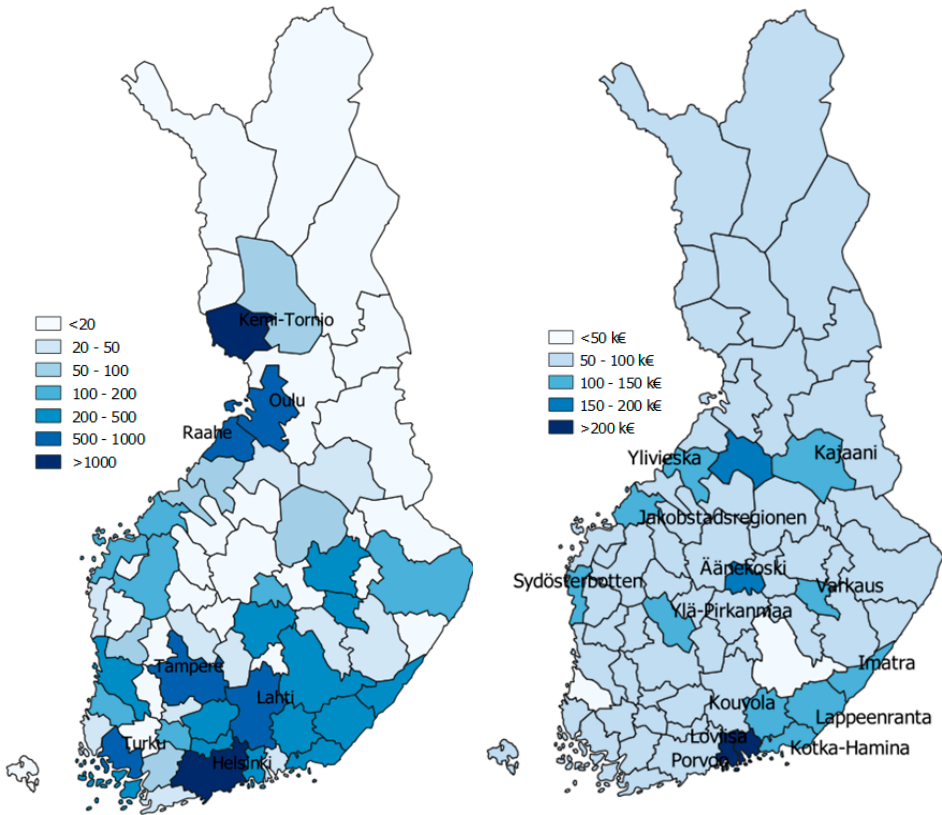 Kemi-Tornio
<20
20 - 50
50 - 100
100 - 200
200 - 500
500 - 1000
>1000
Oulu
Raahe
Tampere
Lahti
Turku
Helsinki
<50 k€
50 - 100 k€
100 - 150 k€
150 - 200 k€
>200 k€
Ylivieska
Kajaani
Jakobstadsregionen
Äänekoski
Sydösterbotten
Varkaus
Ylä-Pirkanmaa
Imatra
Kouvola
Lappeenranta
Loviisa
Kotka-Hamina
Porvoo